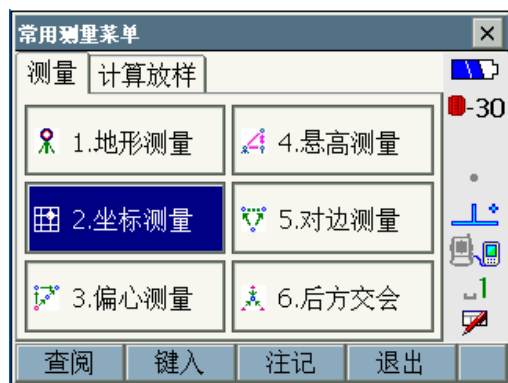 常用测量菜单
测量 计算放样
-30
1.地形测量 4.悬高测量
2.坐标测量 5.对边测量
3.偏心测量 6.后方交会
1
查阅 键入 注记 退出